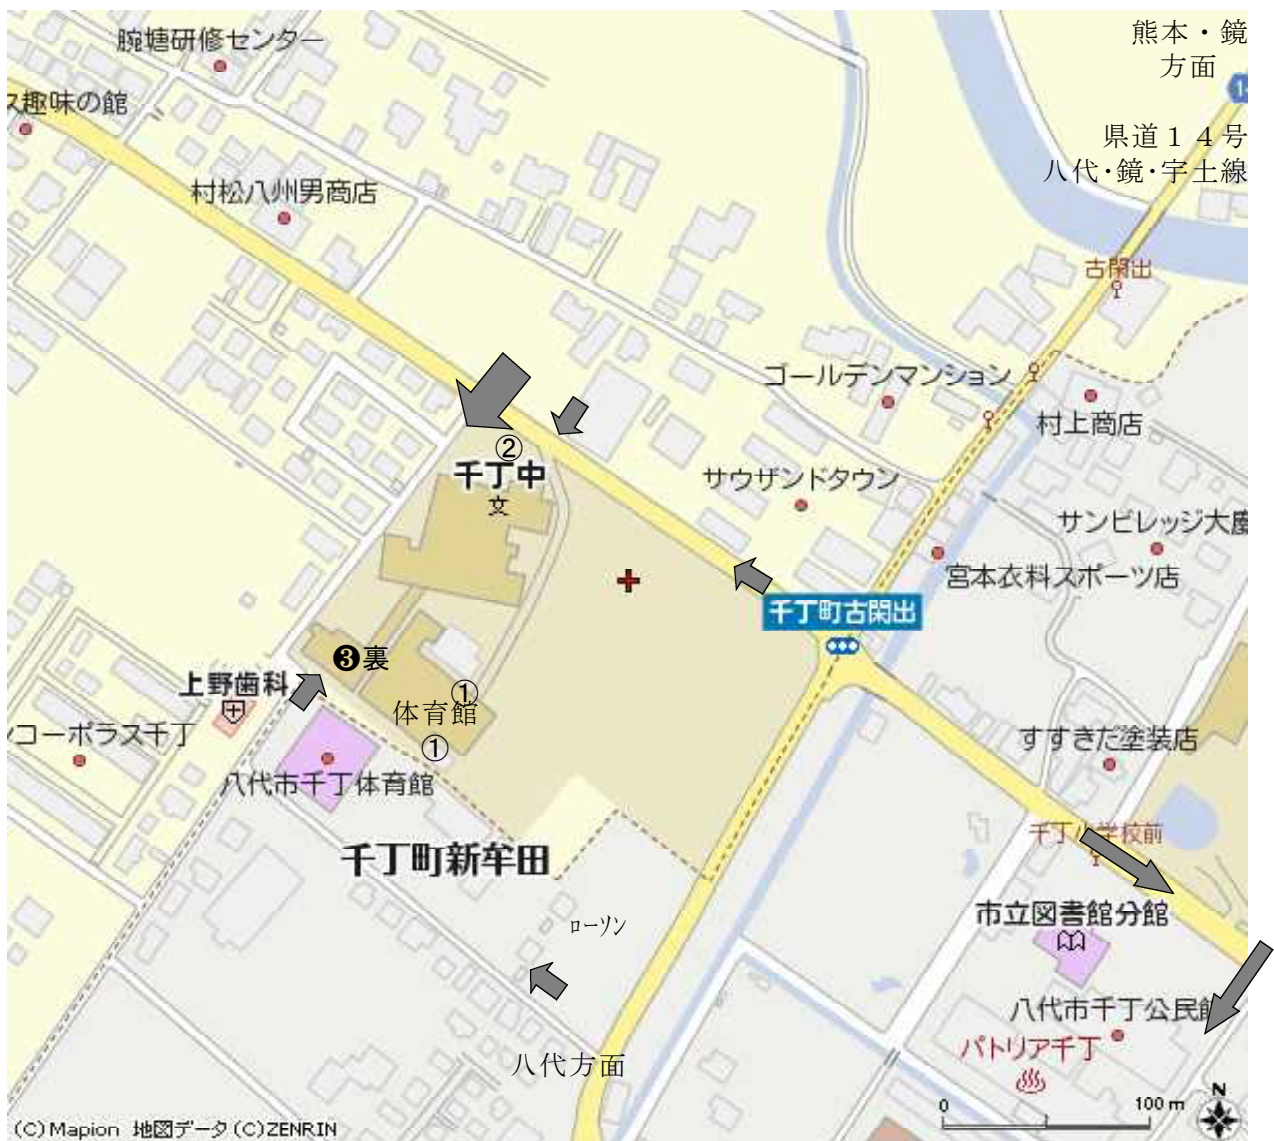 腕塘研修センター
熊本・鏡
方面
ス趣味の館
県道１４号
八代・鏡・宇土線
村松八州男商店
古閑出
ゴールデンマンション
村上商店
②
千丁中
サウザンドタウン
サンビレッジ大慶
宮本衣料スポーツ店
千丁町古閑出
❸裏
上野歯科
①
体育館
①
コーポラス千丁
すすきだ塗装店
八代市千丁体育館
千丁小学校前
千丁町新牟田
市立図書館分館
ローソン
八代市千丁公民館
パトリア千丁
八代方面
0
100 m
N
(C)Mapion 地図データ(C)ZENRIN